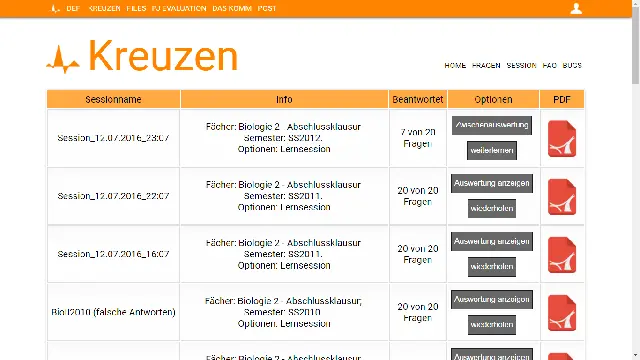 DEF KREUZEN FILES PJ EVALUATION DAS KOMM POST
Kreuzen
HOME FRAGEN SESSION FAQ BUGS
Sessionname Info Beantwortet Optionen PDF
Session_12.07.2016_23:07
Fächer: Biologie 2 - Abschlussklausur
Semester: SS2012.
Optionen: Lernsession
7 von 20
Fragen
Zwischenauswertung
weiterlernen
Session_12.07.2016_22:07
Fächer: Biologie 2 - Abschlussklausur
Semester: SS2011.
Optionen: Lernsession
20 von 20
Fragen
Auswertung anzeigen
wiederholen
Session_12.07.2016_16:07
Fächer: Biologie 2 - Abschlussklausur
Semester: SS2011.
Optionen: Lernsession
20 von 20
Fragen
Auswertung anzeigen
wiederholen
BioII2010 (falsche Antworten)
Fächer: Biologie 2 - Abschlussklausur;
Semester: SS2010
Optionen: Lernsession
20 von 20
Fragen
Auswertung anzeigen
wiederholen
Fächer: Biologie 2 - Abschlussklausur
Auswertung anzeigen